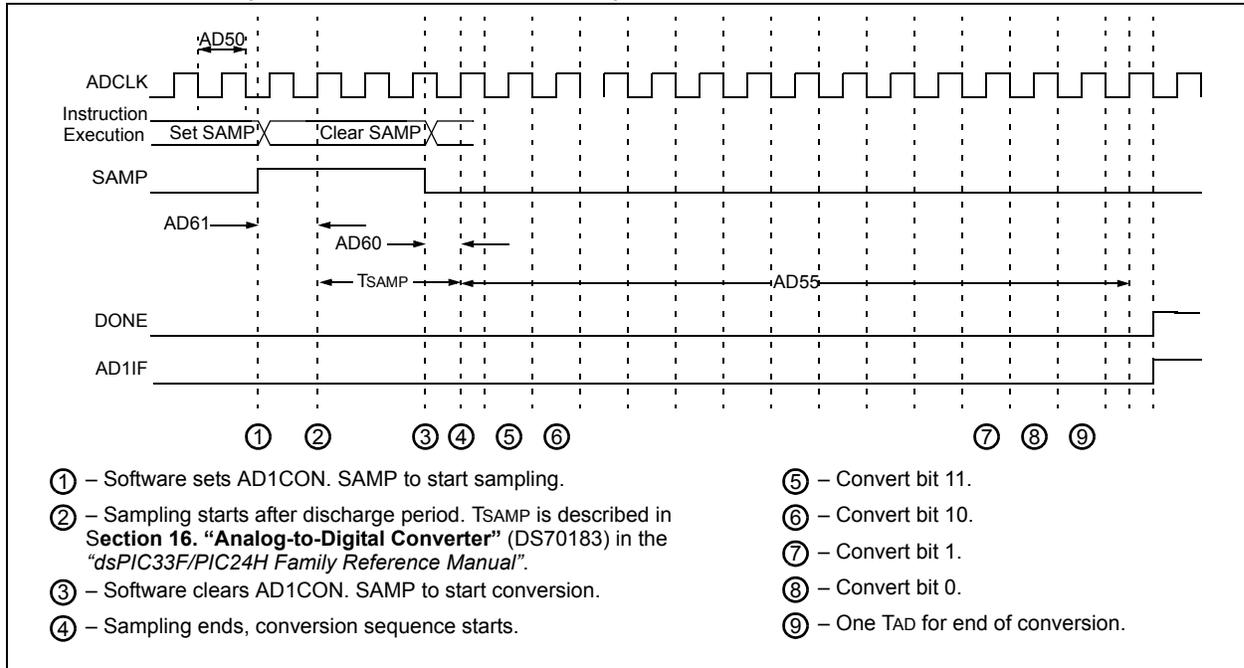 AD50
ADCLK
Instruction
Execution
Set SAMP
Clear SAMP
SAMP
AD61
AD60
TSAMP
AD55
DONE
AD1IF
1 2 3 4 5 6 7 8 9
1 – Software sets AD1CON. SAMP to start sampling.
2 – Sampling starts after discharge period. TSAMP is described in
Section 16. “Analog-to-Digital Converter” (DS70183) in the
“dsPIC33F/PIC24H Family Reference Manual”.
3 – Software clears AD1CON. SAMP to start conversion.
4 – Sampling ends, conversion sequence starts.
5 – Convert bit 11.
6 – Convert bit 10.
7 – Convert bit 1.
8 – Convert bit 0.
9 – One TAD for end of conversion.